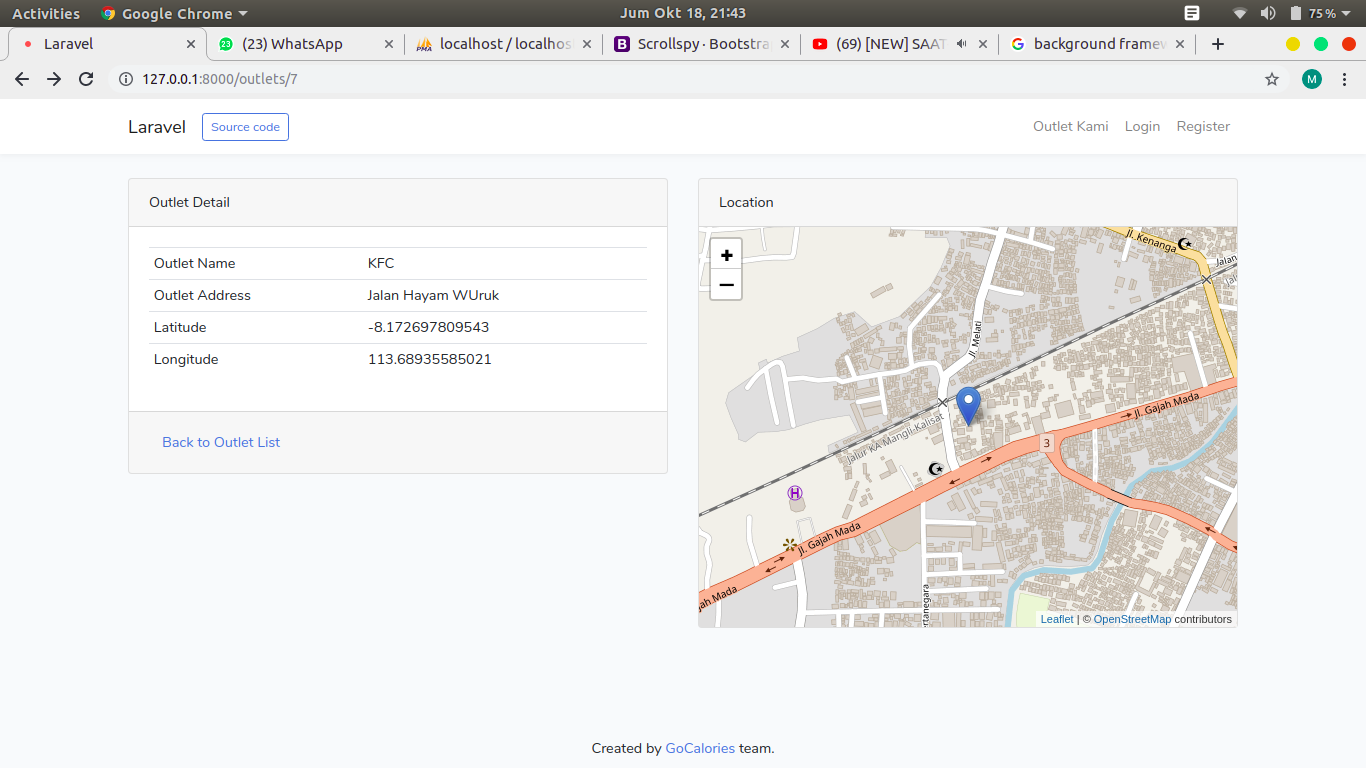 Activities Google Chrome Jum Okt 18, 21:43 75%
Laravel (23) WhatsApp localhost / localhos Scrollspy · Bootstra (69) [NEW] SAAT background framew
127.0.0.1:8000/outlets/7 M
Laravel Source code Outlet Kami Login Register
Outlet Detail
Outlet Name KFC
Outlet Address Jalan Hayam WUruk
Latitude -8.172697809543
Longitude 113.68935585021
Back to Outlet List
Location
+
−
Jl. Kenanga
Jalan
Jal
Jl. Melati
Jl. Gajah Mada
Jalur KA Mangli-Kalisat
3
H
Jl. Gajah Mada
ajah Mada
ertanegara
Leaflet | © OpenStreetMap contributors
Created by GoCalories team.